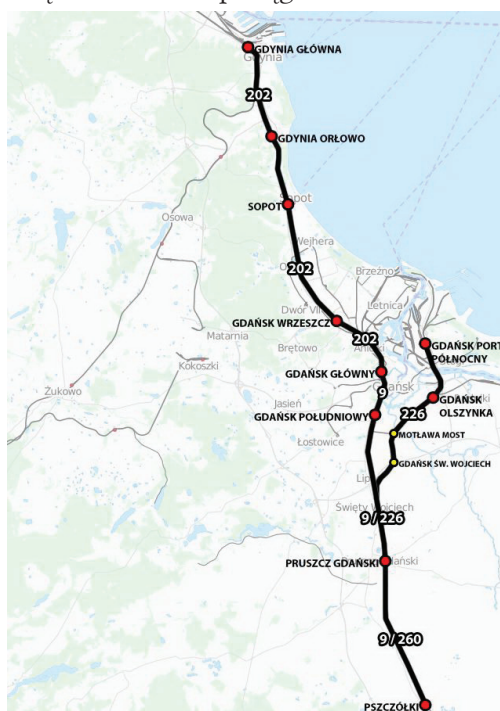 GDYNIA GŁÓWNA
Gdynia
202
GDYNIA ORŁOWO
Sopot
SOPOT
Osowa
Wejhera
202
Brzeźno
Dwór
Letnica
GDAŃSK WRZESZCZ
Matarnia
Brętowo
202
GDAŃSK PORT
PÓŁNOCNY
Kokoszki
GDAŃSK GŁÓWNY
Gdańsk
Żukowo
9
Jasień
GDAŃSK
OLSZYNKA
GDAŃSK POŁUDNIOWY
226
Łostowice
MOTŁAWA MOST
GDAŃSK ŚW. WOJCIECH
Święty Wojciech
9 / 226
PRUSZCZ GDAŃSKI
9 / 260
PSZCZÓŁKI